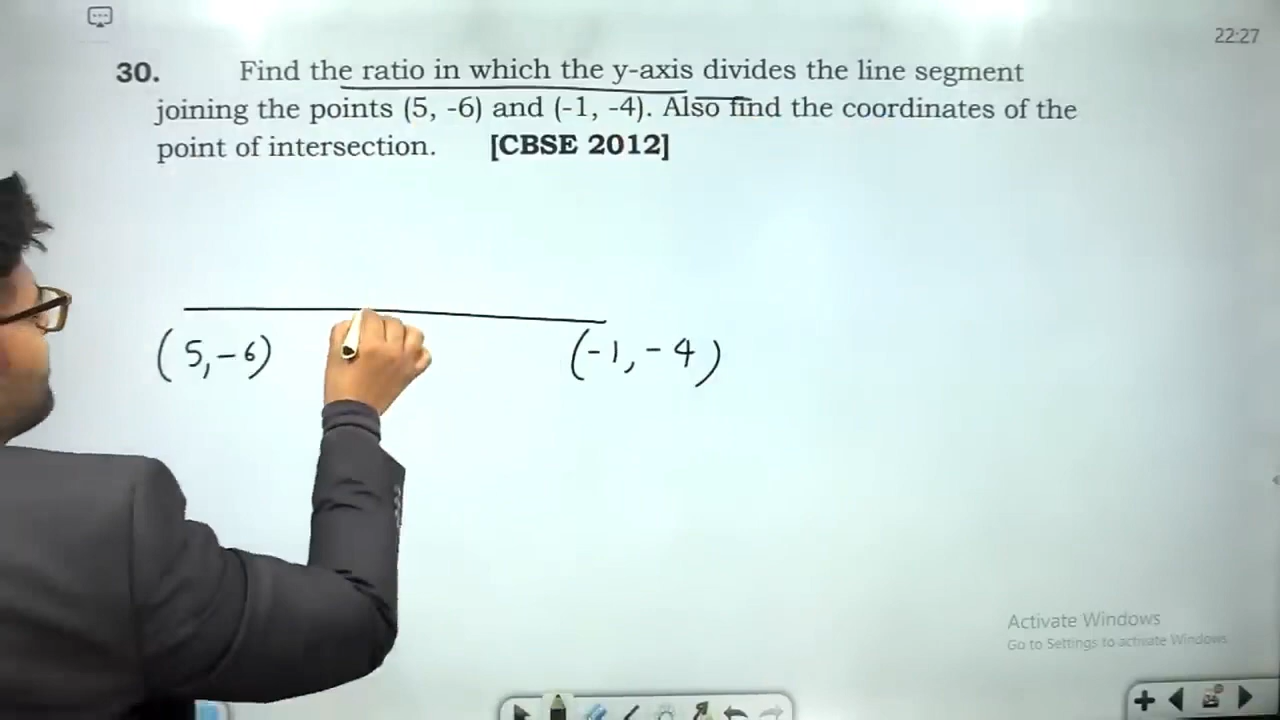 22:27
30. Find the ratio in which the y-axis divides the line segment
joining the points (5, -6) and (-1, -4). Also find the coordinates of the
point of intersection. [CBSE 2012]
(5,-6) (-1,-4)
Activate Windows
Go to Settings to activate Windows.